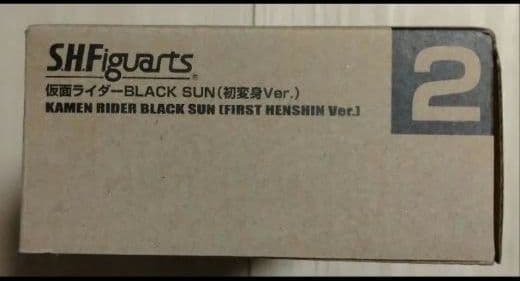 S.H.Figuarts®
仮面ライダーBLACK SUN(初変身Ver.)
KAMEN RIDER BLACK SUN [FIRST HENSHIN Ver.]
2